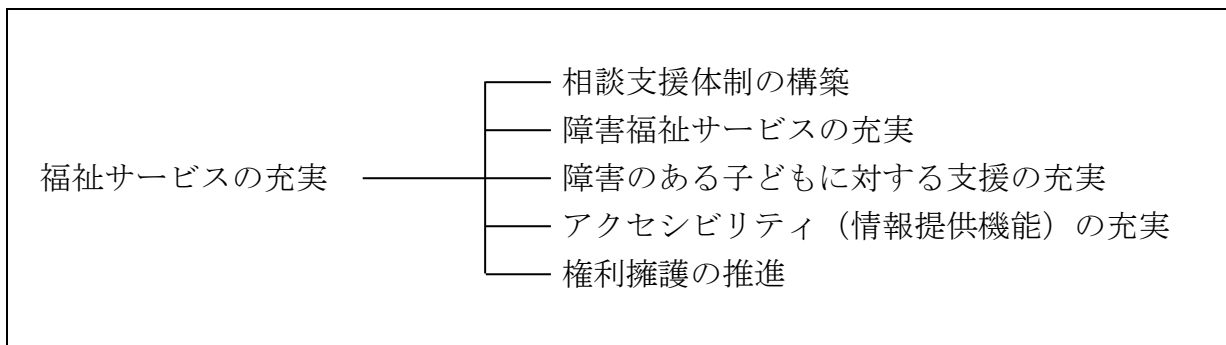 福祉サービスの充実
相談支援体制の構築
障害福祉サービスの充実
障害のある子どもに対する支援の充実
アクセシビリティ（情報提供機能）の充実
権利擁護の推進